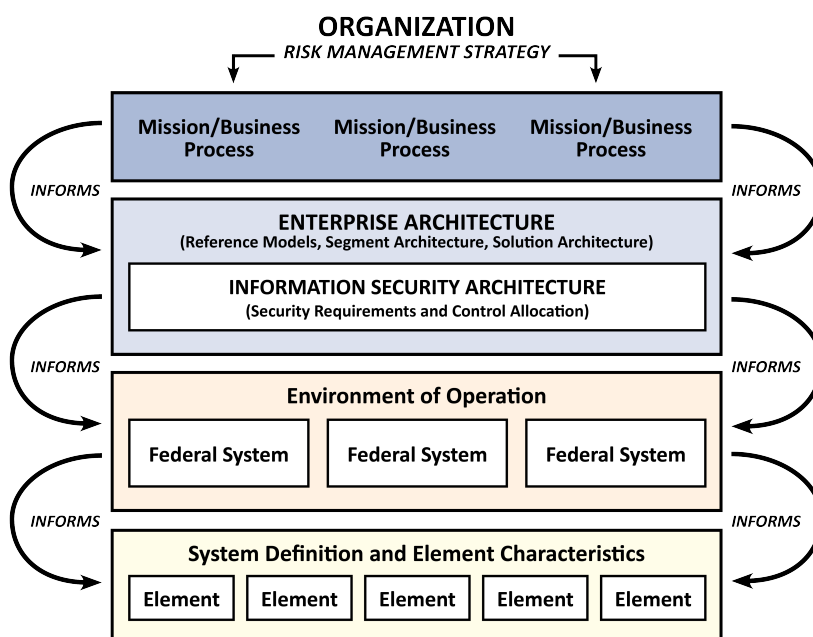 ORGANIZATION
RISK MANAGEMENT STRATEGY
Mission/Business Process
Mission/Business Process
Mission/Business Process
INFORMS
INFORMS
ENTERPRISE ARCHITECTURE
(Reference Models, Segment Architecture, Solution Architecture)
INFORMATION SECURITY ARCHITECTURE
(Security Requirements and Control Allocation)
INFORMS
INFORMS
Environment of Operation
Federal System
Federal System
Federal System
INFORMS
INFORMS
System Definition and Element Characteristics
Element
Element
Element
Element
Element